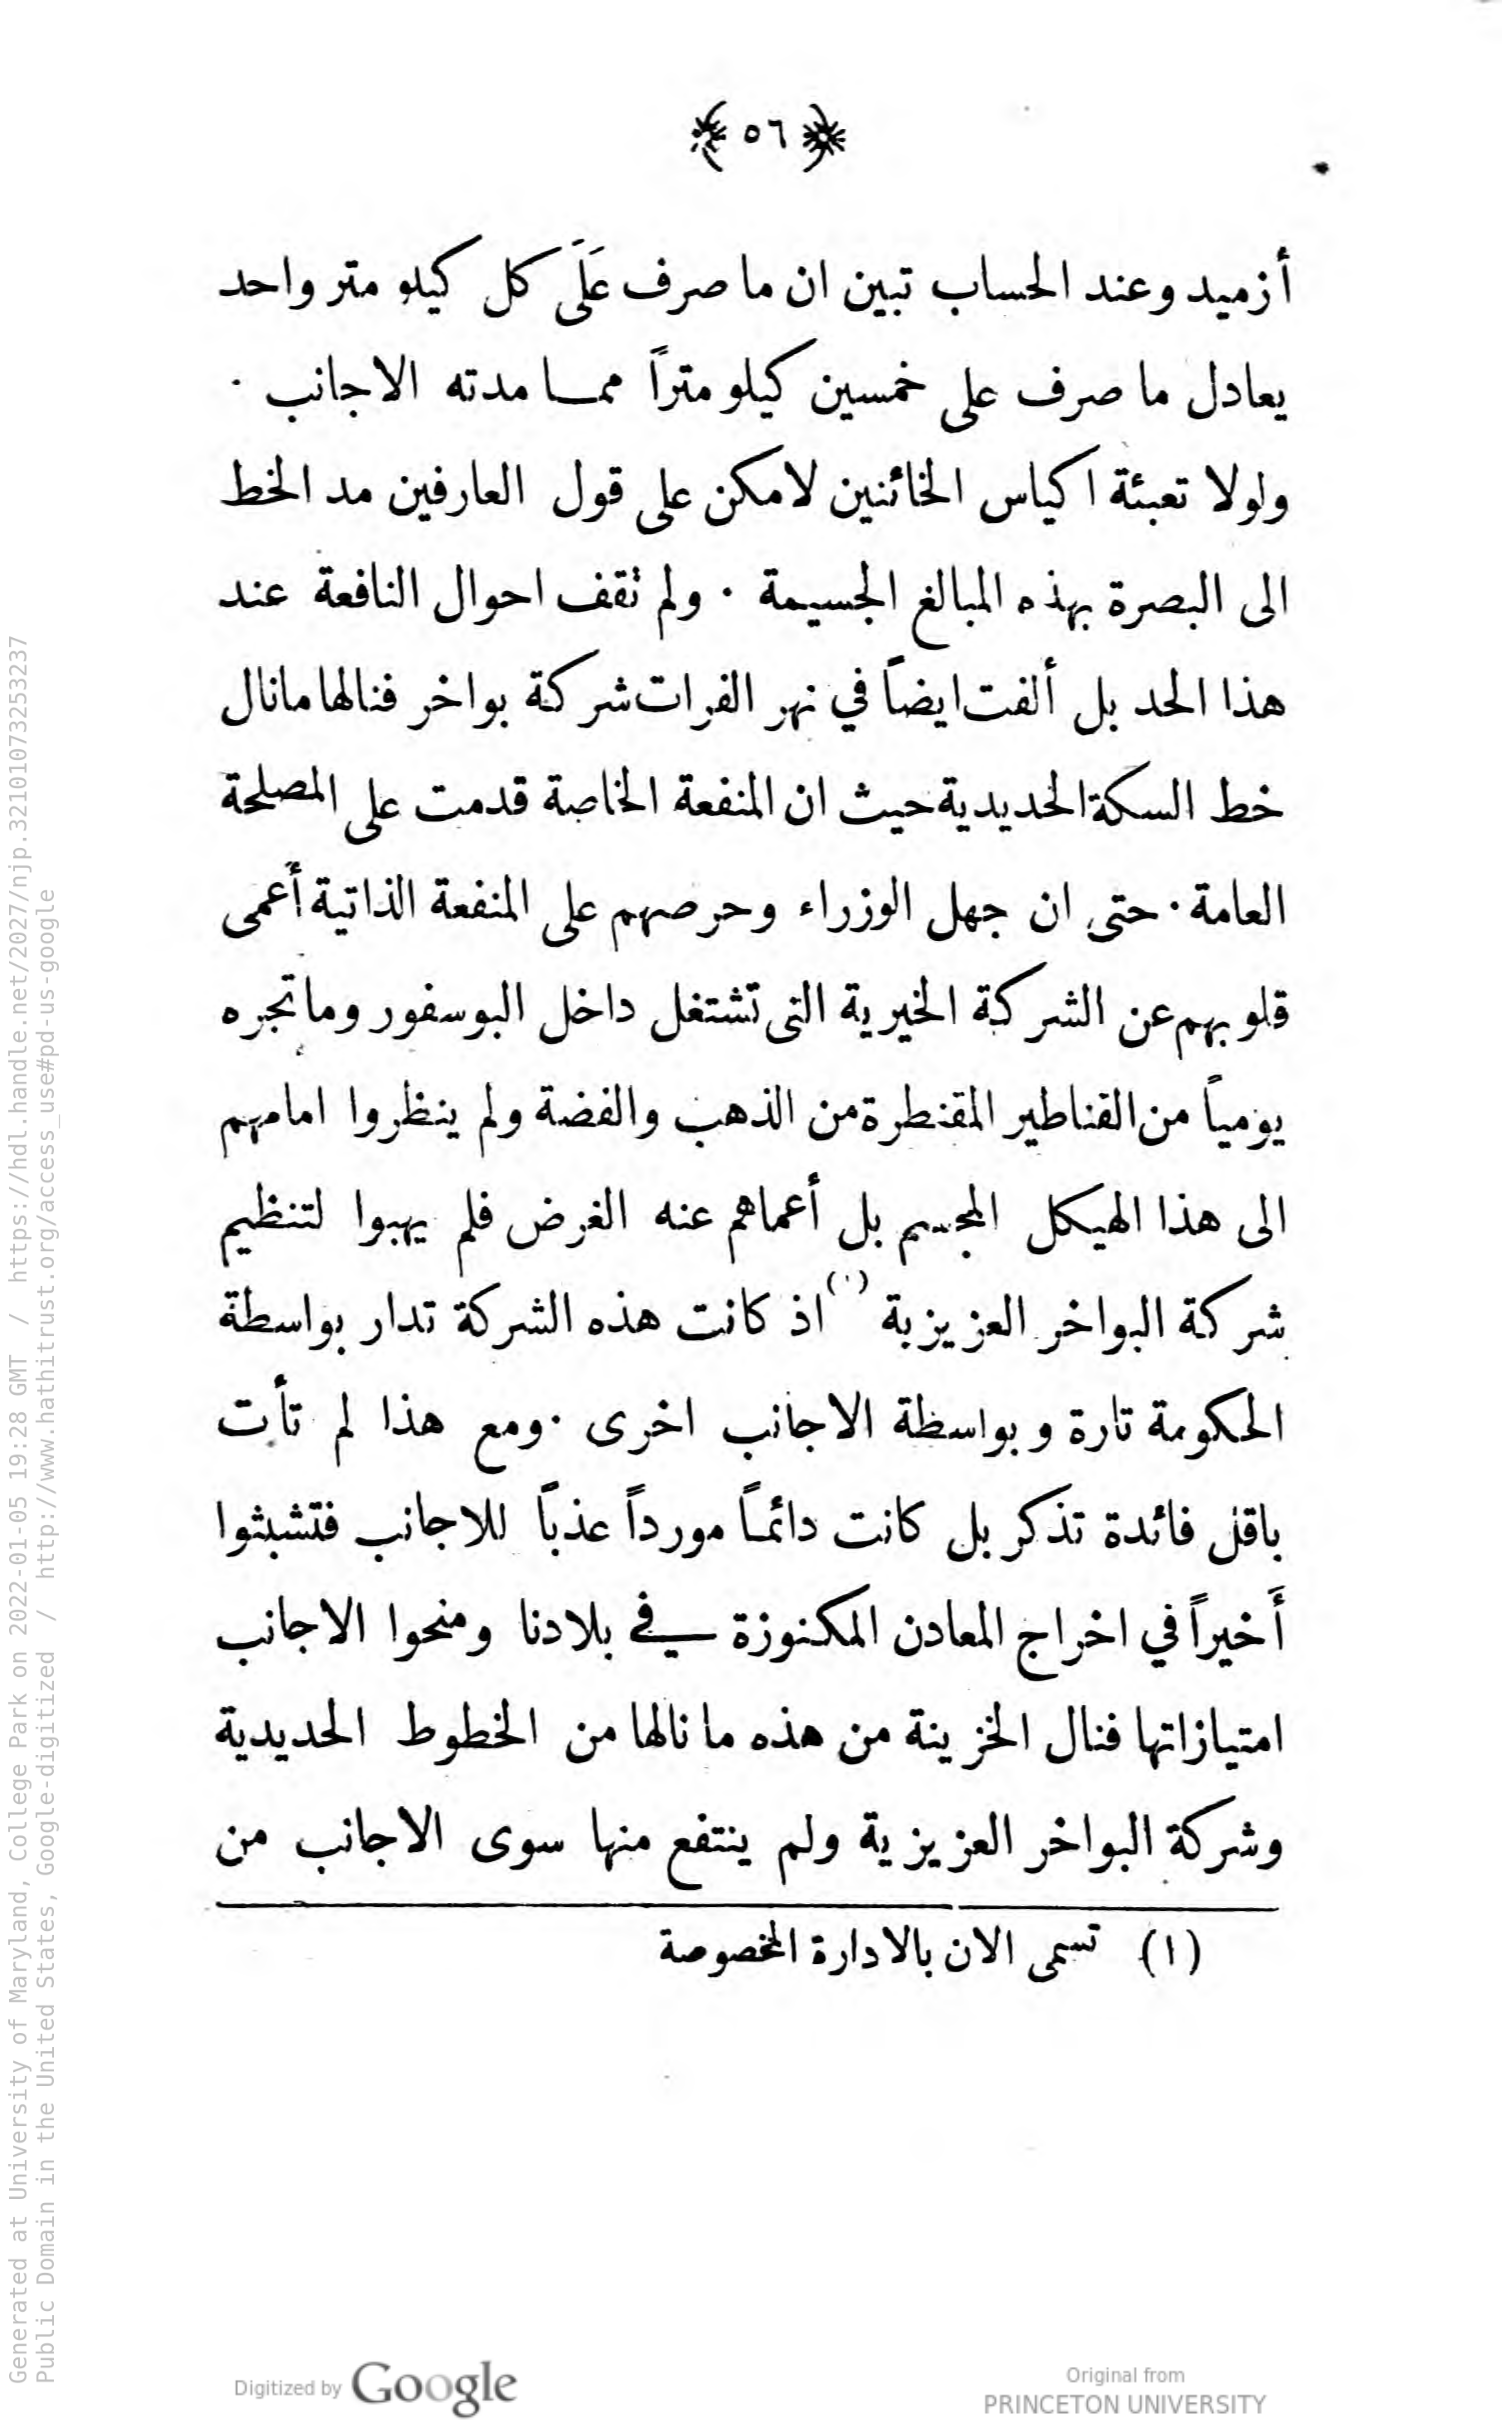 ﴿ ٥٦ ﴾
أزميد وعند الحساب تبين ان ما صرف عَلَى كل كيلو متر واحد
يعادل ما صرف على خمسين كيلو متراً ممـا مدته الاجانب ·
ولولا تعبئة اكياس الخائنين لامكن على قول العارفين مد الخط
الى البصرة بهذه المبالغ الجسيمة · ولم تقف احوال النافعة عند
هذا الحد بل ألفت ايضاً في نهر الفرات شركة بواخر فنالها ما نال
خط السكة الحديدية حيث ان المنفعة الخاصة قدمت على المصلحة
العامة · حتى ان جهل الوزراء وحرصهم على المنفعة الذاتية أعمى
قلوبهم عن الشركة الخيرية التي تشتغل داخل البوسفور وما تجره
يومياً من القناطير المقنطرة من الذهب والفضة ولم ينظروا امامهم
الى هذا الهيكل المجسم بل أعماهم عنه الغرض فلم يهبوا لتنظيم
شركة البواخر العزيزية (١) اذ كانت هذه الشركة تدار بواسطة
الحكومة تارة وبواسطة الاجانب اخرى · ومع هذا لم تأت
باقل فائدة تذكر بل كانت دائمـاً مورداً عذباً للاجانب فتشبثوا
أَخيراً في اخراج المعادن المكنوزة في بلادنا ومنحوا الاجانب
امتيازاتها فنال الخزينة من هذه ما نالها من الخطوط الحديدية
وشركة البواخر العزيزية ولم ينتفع منها سوى الاجانب من
(١) تسمى الان بالادارة المخصوصة
Generated at University of Maryland, College Park on 2022-01-05 19:28 GMT / https://hdl.handle.net/2027/njp.32101073253237
Public Domain in the United States, Google-digitized / http://www.hathitrust.org/access_use#pd-us-google
Digitized by Google
Original from
PRINCETON UNIVERSITY